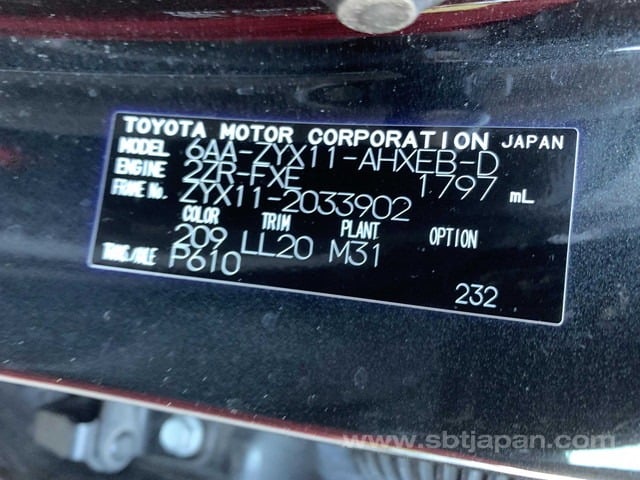 TOYOTA MOTOR CORPORATION JAPAN
MODEL 6AA-ZYX11-AHXEB-D
ENGINE 2ZR-FXE 1797 mL
FRAME No. ZYX11-2033902
COLOR TRIM PLANT OPTION
209 LL20 M31
TRANS/AXLE P610
232
www.sbtjapan.com